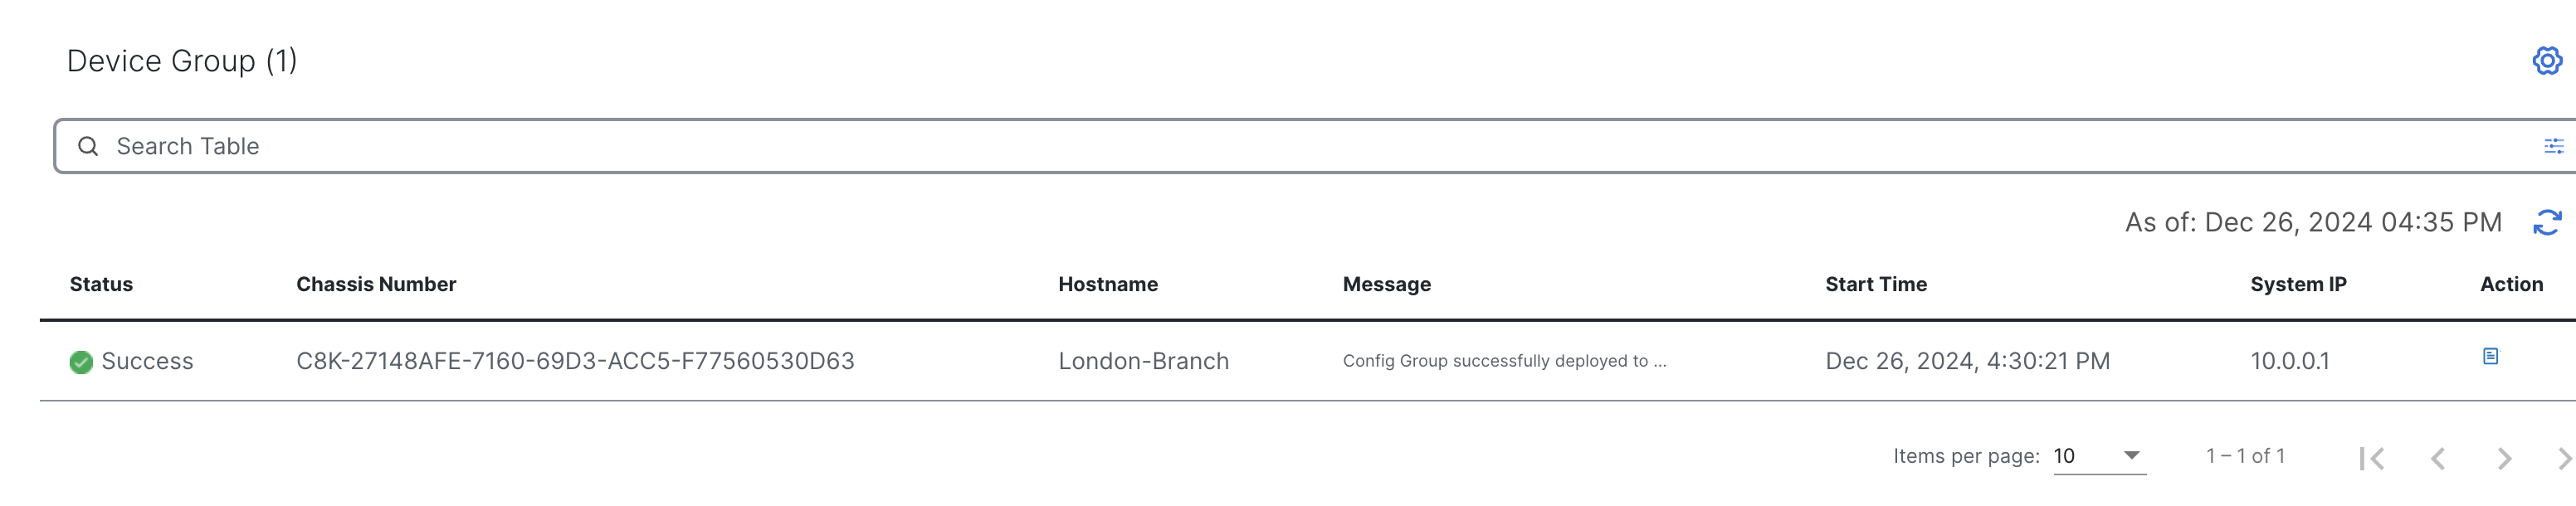 Device Group (1)
Search Table
As of: Dec 26, 2024 04:35 PM
Status Chassis Number Hostname Message Start Time System IP Action
Success C8K-27148AFE-7160-69D3-ACC5-F77560530D63 London-Branch Config Group successfully deployed to ... Dec 26, 2024, 4:30:21 PM 10.0.0.1
Items per page: 10 1 – 1 of 1